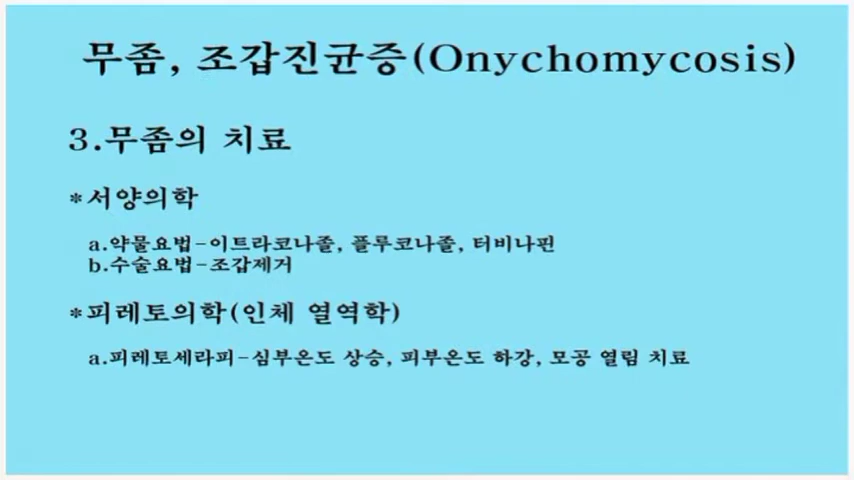 무좀, 조갑진균증(Onychomycosis)
3.무좀의 치료
*서양의학
a.약물요법-이트라코나졸, 플루코나졸, 터비나핀
b.수술요법-조갑제거
*피레토의학(인체 열역학)
a.피레토세라피-심부온도 상승, 피부온도 하강, 모공 열림 치료